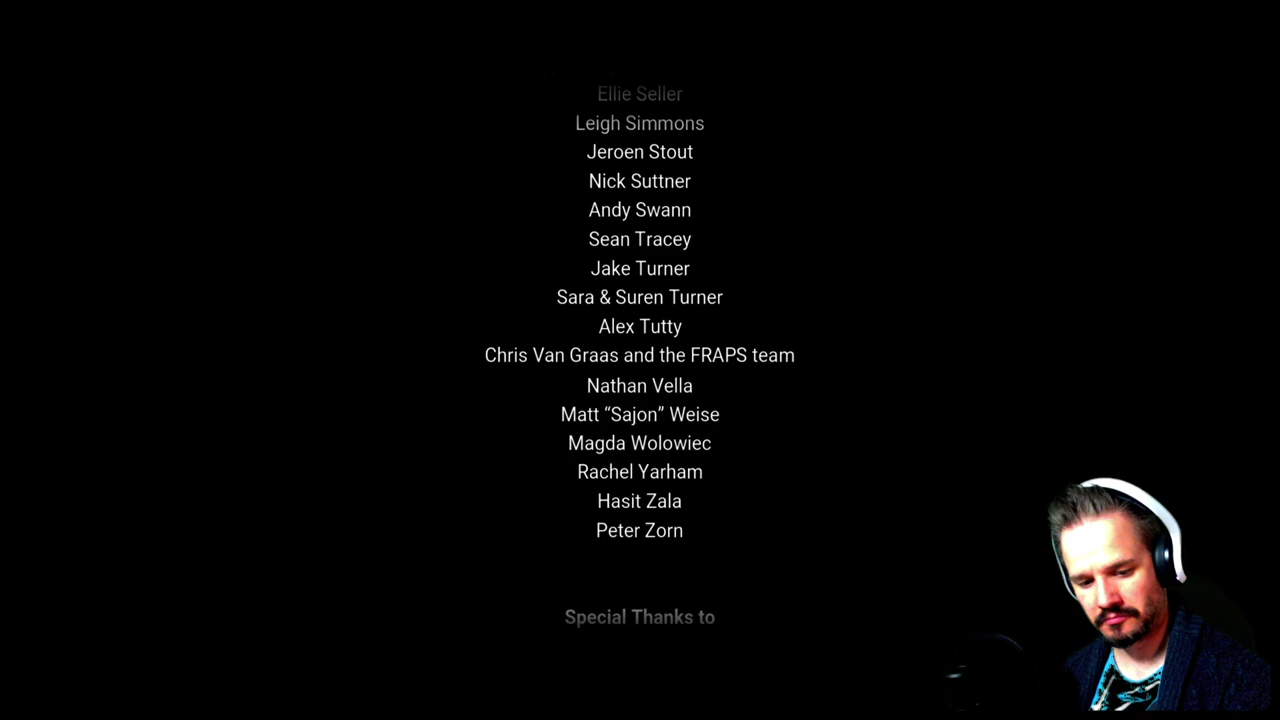 Ellie Seller
Leigh Simmons
Jeroen Stout
Nick Suttner
Andy Swann
Sean Tracey
Jake Turner
Sara & Suren Turner
Alex Tutty
Chris Van Graas and the FRAPS team
Nathan Vella
Matt “Sajon” Weise
Magda Wolowiec
Rachel Yarham
Hasit Zala
Peter Zorn
Special Thanks to